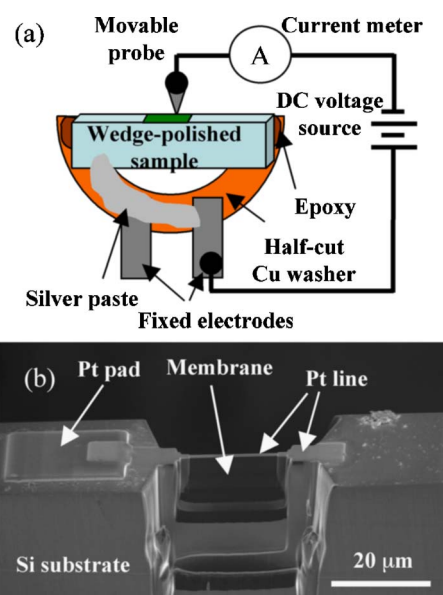 (a)
Movable
probe
Current meter
A
DC voltage
source
Wedge-polished
sample
Epoxy
Half-cut
Cu washer
Silver paste
Fixed electrodes
(b)
Pt pad
Membrane
Pt line
Si substrate
20 μm